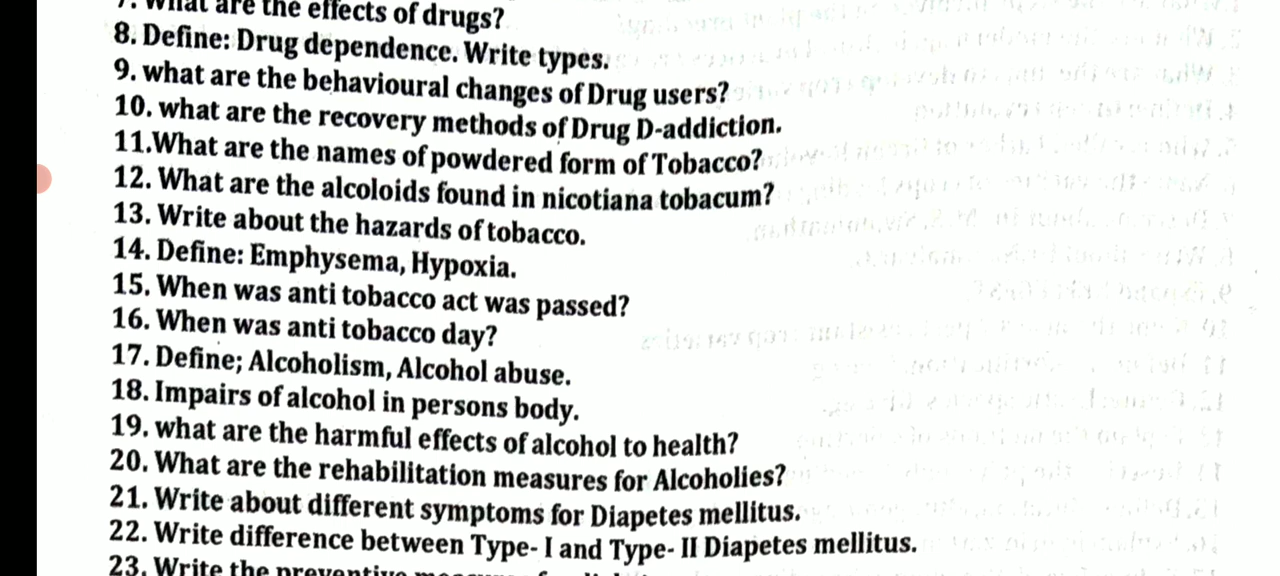 7. What are the effects of drugs?
8. Define: Drug dependence. Write types.
9. what are the behavioural changes of Drug users?
10. what are the recovery methods of Drug D-addiction.
11.What are the names of powdered form of Tobacco?
12. What are the alcoloids found in nicotiana tobacum?
13. Write about the hazards of tobacco.
14. Define: Emphysema, Hypoxia.
15. When was anti tobacco act was passed?
16. When was anti tobacco day?
17. Define; Alcoholism, Alcohol abuse.
18. Impairs of alcohol in persons body.
19. what are the harmful effects of alcohol to health?
20. What are the rehabilitation measures for Alcoholies?
21. Write about different symptoms for Diapetes mellitus.
22. Write difference between Type- I and Type- II Diapetes mellitus.
23. Write the preventive